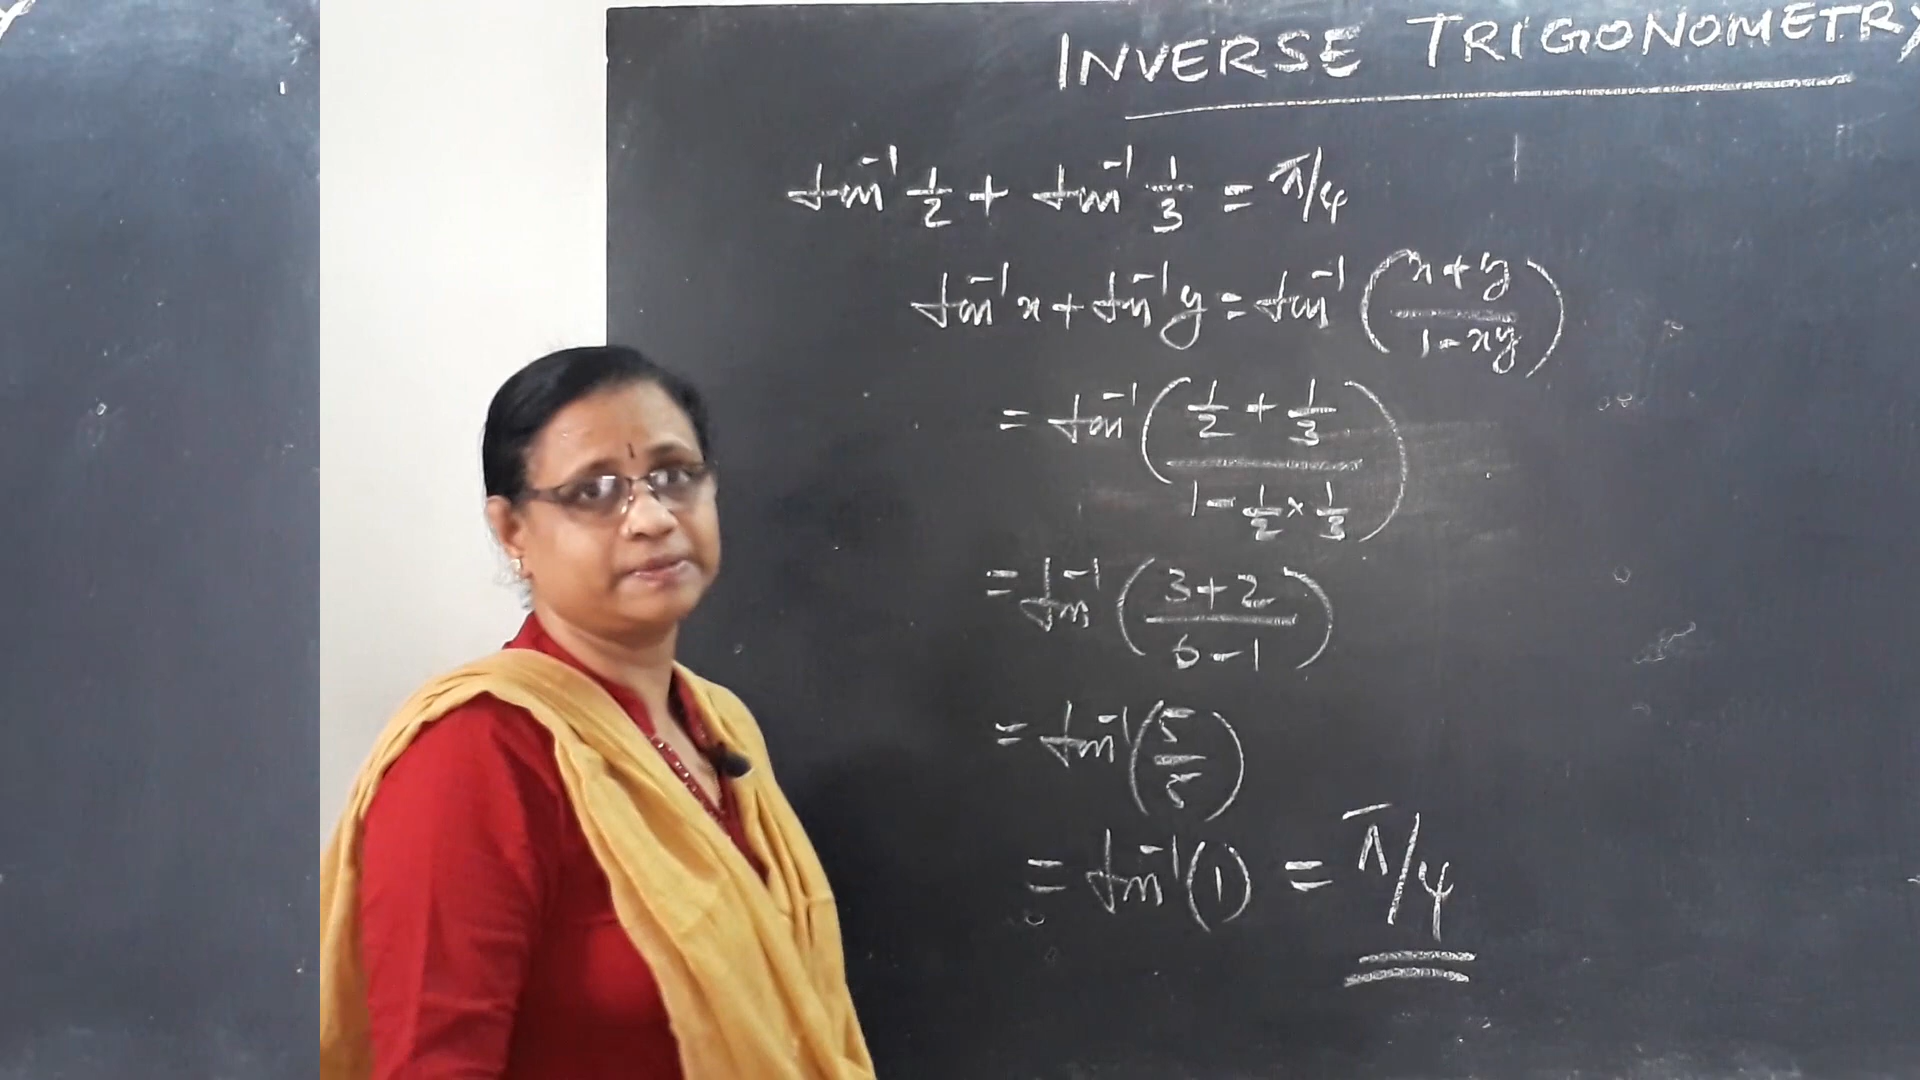 INVERSE TRIGONOMETRY
tan⁻¹ 1/2 + tan⁻¹ 1/3 = π/4
tan⁻¹x + tan⁻¹y = tan⁻¹ ((x+y)/(1-xy))
= tan⁻¹ ((1/2 + 1/3)/(1 - 1/2 × 1/3))
= tan⁻¹ ((3+2)/(6-1))
= tan⁻¹ (5/5)
= tan⁻¹(1) = π/4